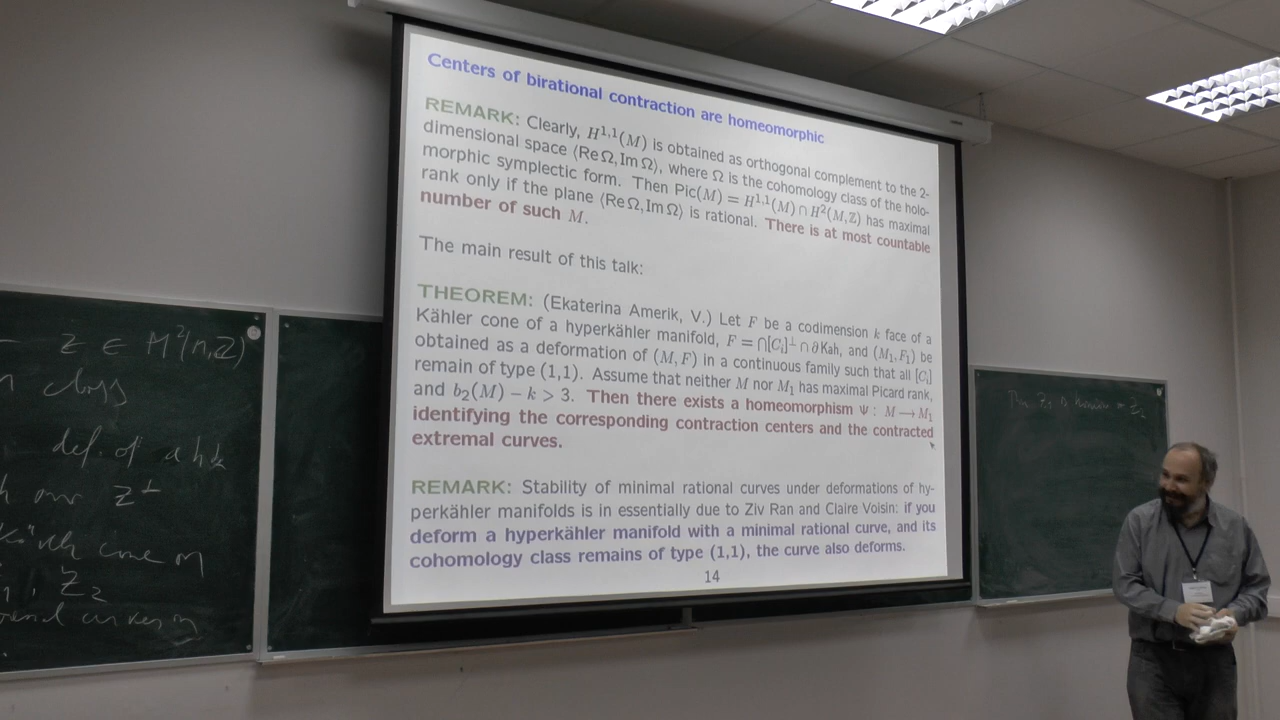 Centers of birational contraction are homeomorphic
REMARK: Clearly, H^{1,1}(M) is obtained as orthogonal complement to the 2-
dimensional space ⟨Re Ω, Im Ω⟩, where Ω is the cohomology class of the holo-
morphic symplectic form. Then Pic(M) = H^{1,1}(M) ∩ H^2(M, ℤ) has maximal
rank only if the plane ⟨Re Ω, Im Ω⟩ is rational. There is at most countable
number of such M.
The main result of this talk:
THEOREM: (Ekaterina Amerik, V.) Let F be a codimension k face of a
Kähler cone of a hyperkähler manifold, F = ⋂[C_i]^⊥ ∩ ∂ Kah, and (M_1, F_1) be
obtained as a deformation of (M, F) in a continuous family such that all [C_i]
remain of type (1,1). Assume that neither M nor M_1 has maximal Picard rank,
and b_2(M) − k > 3. Then there exists a homeomorphism Ψ : M ⟶ M_1
identifying the corresponding contraction centers and the contracted
extremal curves.
REMARK: Stability of minimal rational curves under deformations of hy-
perkähler manifolds is in essentially due to Ziv Ran and Claire Voisin: if you
deform a hyperkähler manifold with a minimal rational curve, and its
cohomology class remains of type (1,1), the curve also deforms.
14
z ∈ H^2(M, ℤ)
class
def. of a hk
z^⊥
Kähler cone of
, z_2
curves in